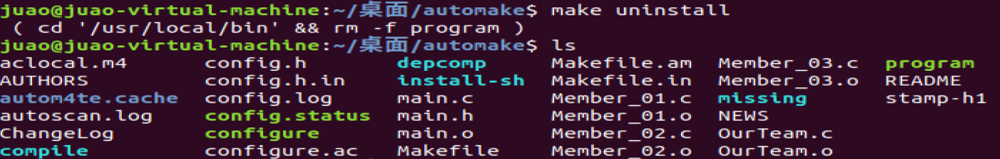 juao@juao-virtual-machine:~/桌面/automake$ make uninstall
 ( cd '/usr/local/bin' && rm -f program )
juao@juao-virtual-machine:~/桌面/automake$ ls
aclocal.m4 config.h depcomp Makefile.am Member_03.c program
AUTHORS config.h.in install-sh Makefile.in Member_03.o README
autom4te.cache config.log main.c Member_01.c missing stamp-h1
autoscan.log config.status main.h Member_01.o NEWS
ChangeLog configure main.o Member_02.c OurTeam.c
compile configure.ac Makefile Member_02.o OurTeam.o